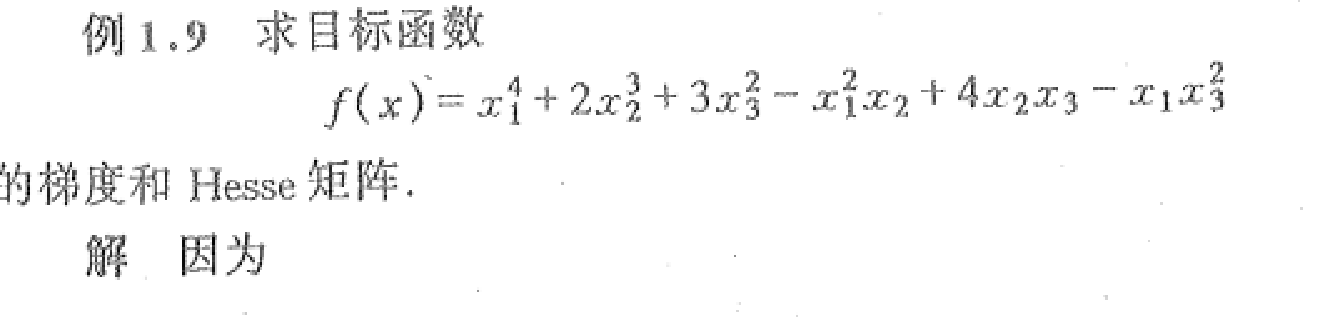 例1.9 求目标函数
f(x) = x₁⁴ + 2x₂³ + 3x₃² − x₁²x₂ + 4x₂x₃ − x₁x₃²
的梯度和 Hesse 矩阵.
解 因为